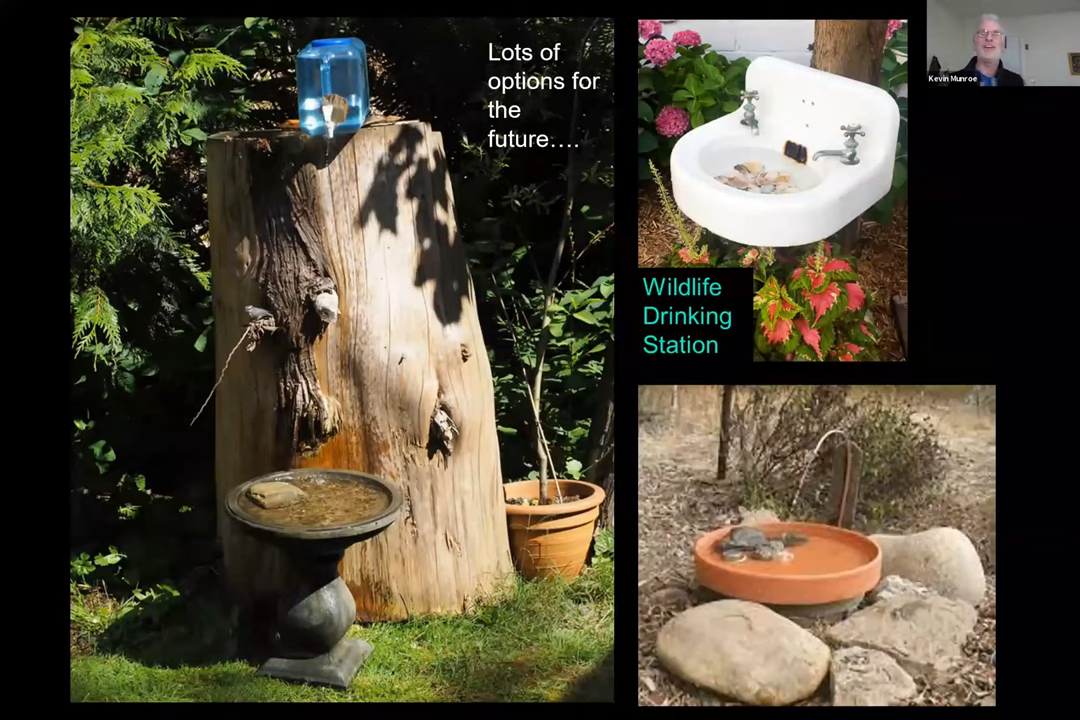 Lots of
options for
the
future....
Kevin Munroe
Wildlife
Drinking
Station